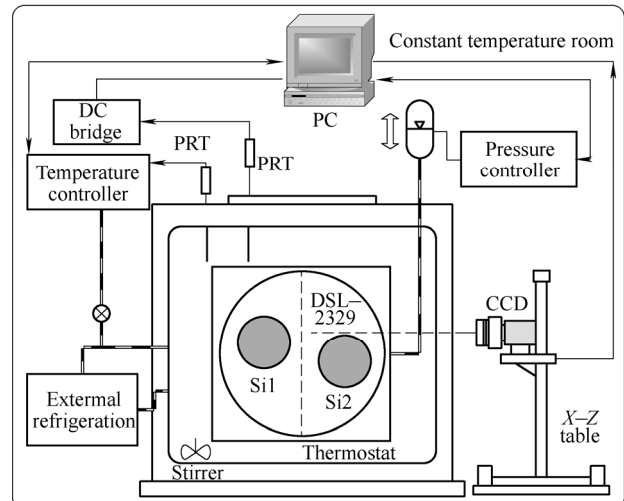 Constant temperature room
PC
DC
bridge
PRT
PRT
Temperature
controller
Pressure
controller
DSL–
2329
CCD
Si1
Si2
Extermal
refrigeration
X–Z
table
Thermostat
Stirrer